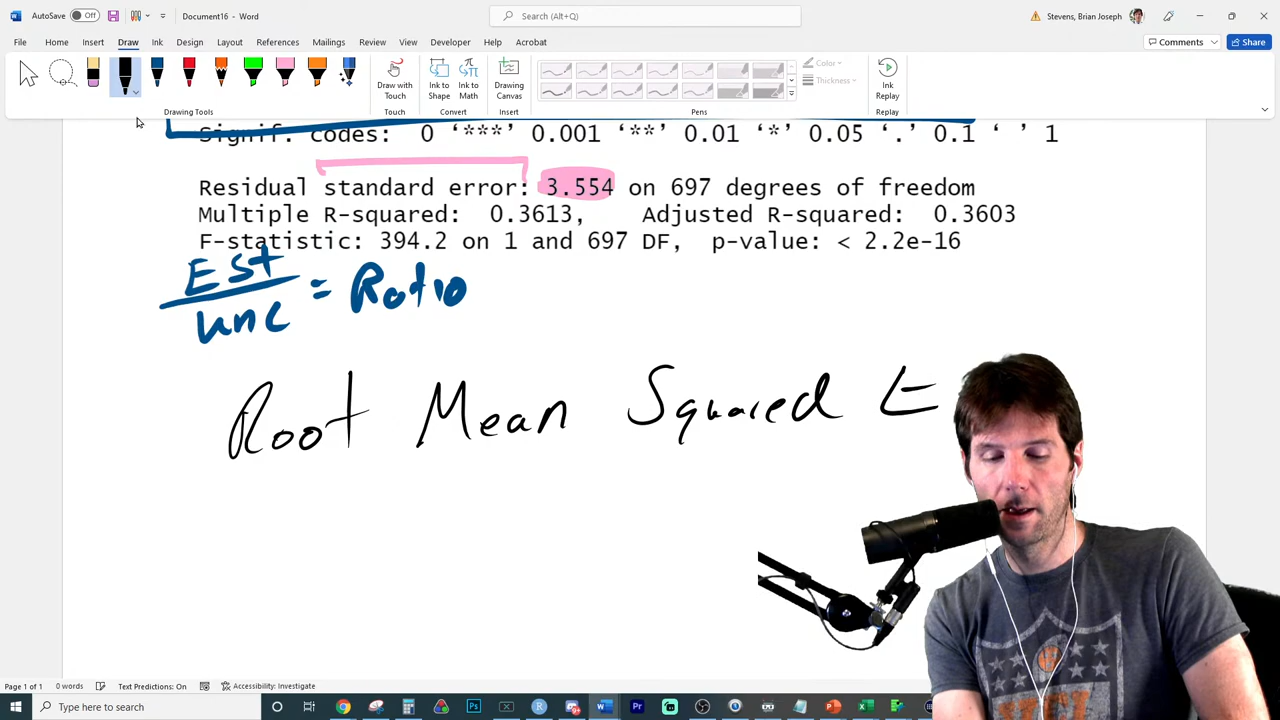 AutoSave Off Document16 - Word Search (Alt+Q) Stevens, Brian Joseph
File Home Insert Draw Ink Design Layout References Mailings Review View Developer Help Acrobat Comments Share
Draw with Touch Ink to Shape Ink to Math Drawing Canvas Color Thickness Ink Replay
Drawing Tools Touch Convert Insert Pens Replay
Signif. codes: 0 ‘***’ 0.001 ‘**’ 0.01 ‘*’ 0.05 ‘.’ 0.1 ‘ ’ 1
Residual standard error: 3.554 on 697 degrees of freedom
Multiple R-squared: 0.3613, Adjusted R-squared: 0.3603
F-statistic: 394.2 on 1 and 697 DF, p-value: < 2.2e-16
Est
unc = Ratio
Root Mean Squared E
Page 1 of 1 0 words Text Predictions: On Accessibility: Investigate
Type here to search